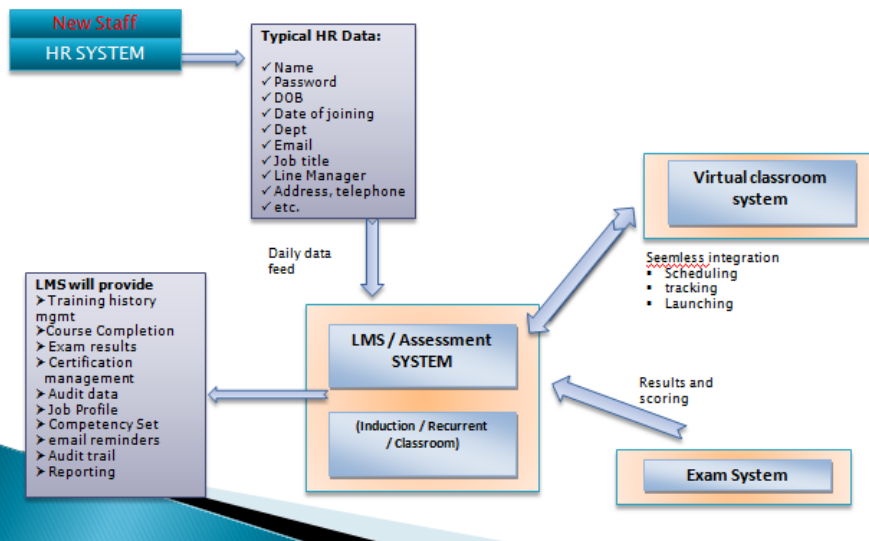 New Staff
HR SYSTEM
Typical HR Data:
✓ Name
✓ Password
✓ DOB
✓ Date of joining
✓ Dept
✓ Email
✓ Job title
✓ Line Manager
✓ Address, telephone
✓ etc.
Daily data
feed
Virtual classroom
system
Seemless integration
▪ Scheduling
▪ tracking
▪ Launching
LMS will provide
➤ Training history
mgmt
➤ Course Completion
➤ Exam results
➤ Certification
management
➤ Audit data
➤ Job Profile
➤ Competency Set
➤ email reminders
➤ Audit trail
➤ Reporting
LMS / Assessment
SYSTEM
(Induction / Recurrent
/ Classroom)
Results and
scoring
Exam System